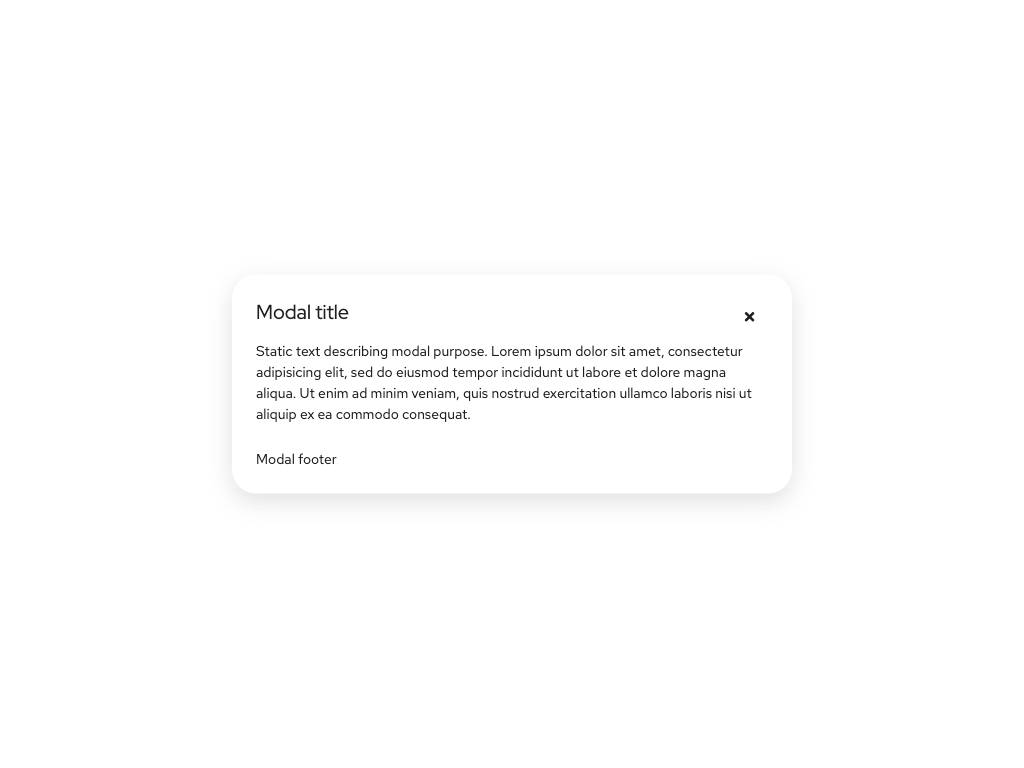 Modal title
Static text describing modal purpose. Lorem ipsum dolor sit amet, consectetur
adipisicing elit, sed do eiusmod tempor incididunt ut labore et dolore magna
aliqua. Ut enim ad minim veniam, quis nostrud exercitation ullamco laboris nisi ut
aliquip ex ea commodo consequat.
Modal footer